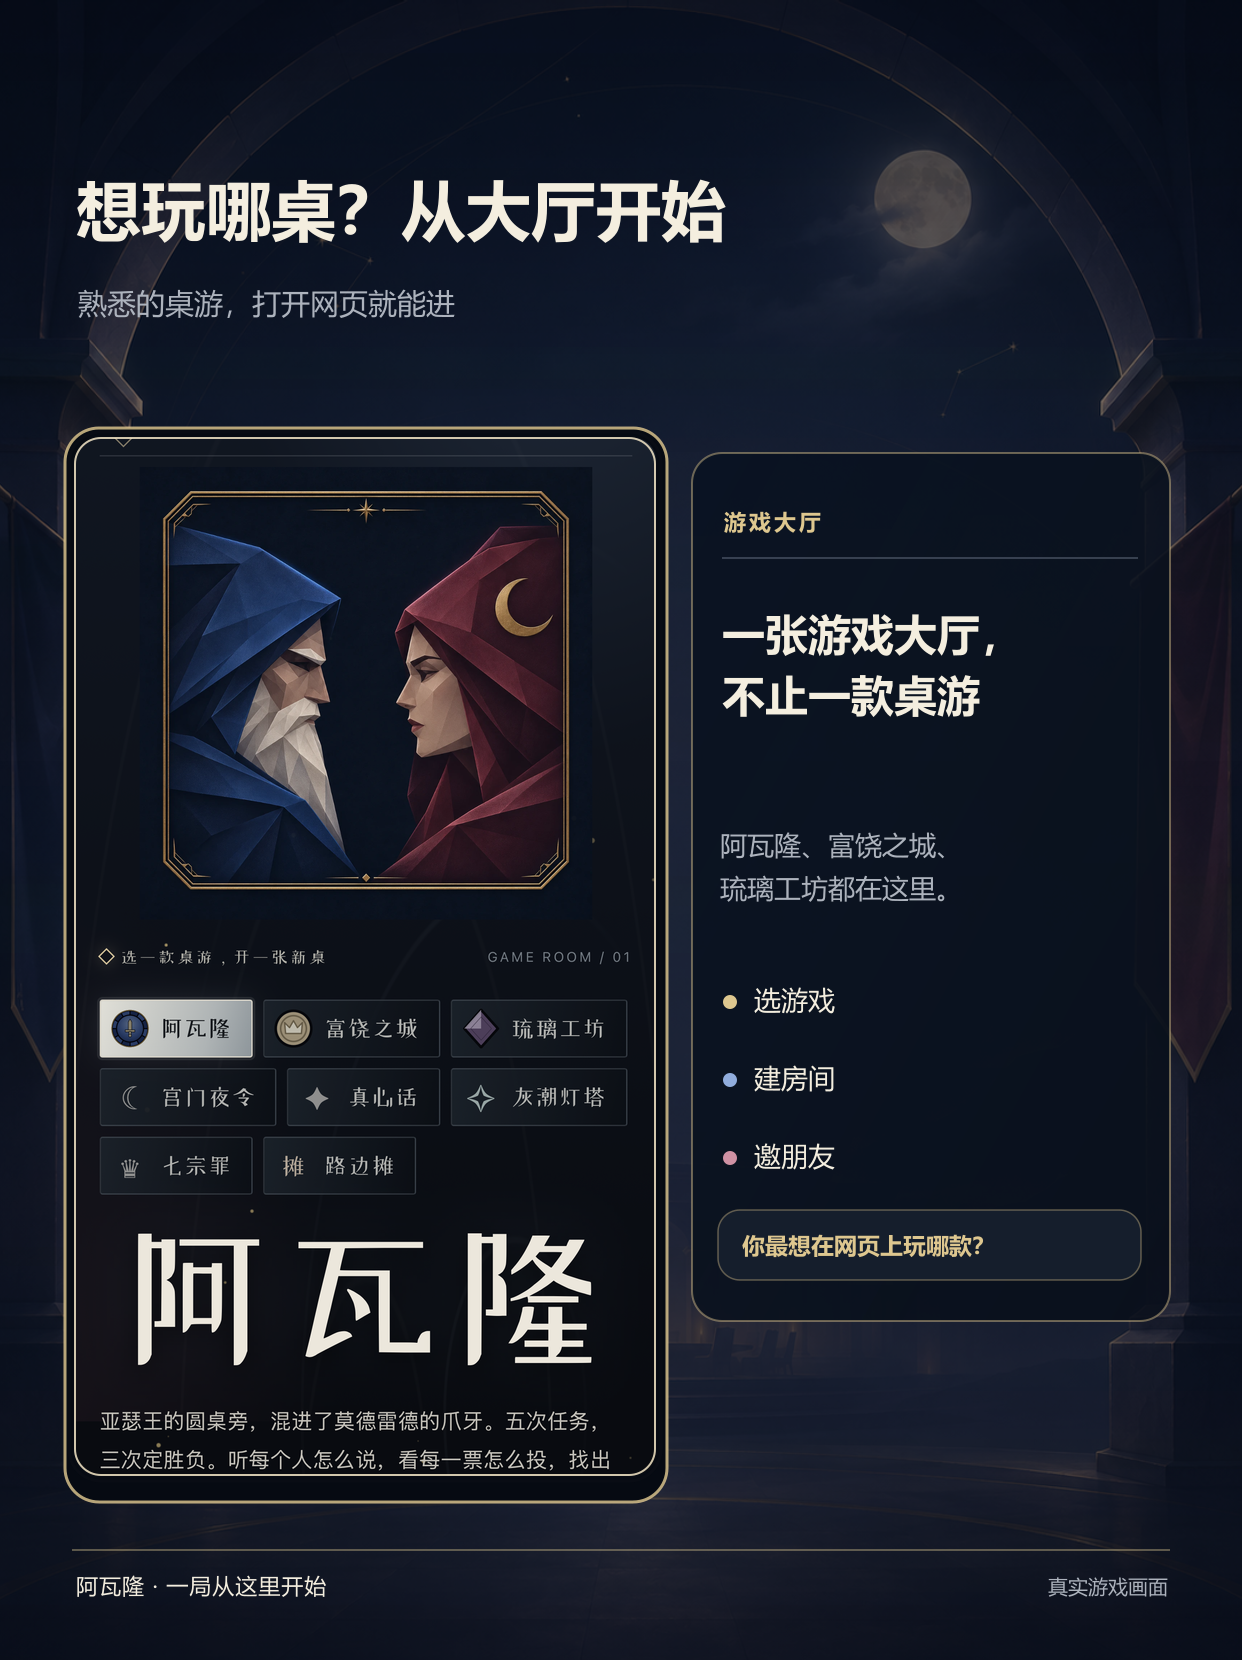 想玩哪桌？从大厅开始
熟悉的桌游，打开网页就能进
选一款桌游，开一张新桌
GAME ROOM / 01
阿瓦隆
富饶之城
琉璃工坊
宫门夜令
真心话
灰潮灯塔
七宗罪
摊 路边摊
阿瓦隆
亚瑟王的圆桌旁，混进了莫德雷德的爪牙。五次任务，
三次定胜负。听每个人怎么说，看每一票怎么投，找出
游戏大厅
一张游戏大厅，
不止一款桌游
阿瓦隆、富饶之城、
琉璃工坊都在这里。
选游戏
建房间
邀朋友
你最想在网页上玩哪款？
阿瓦隆 · 一局从这里开始
真实游戏画面